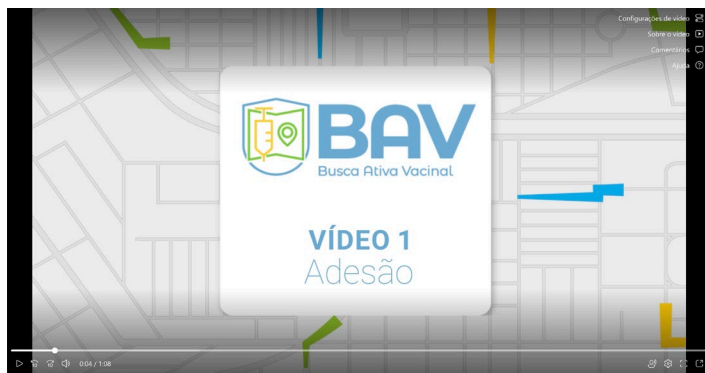 Configurações de vídeo
Sobre o vídeo
Comentários
Ajuda
BAV
Busca Ativa Vacinal
VÍDEO 1
Adesão
0:04 / 1:08